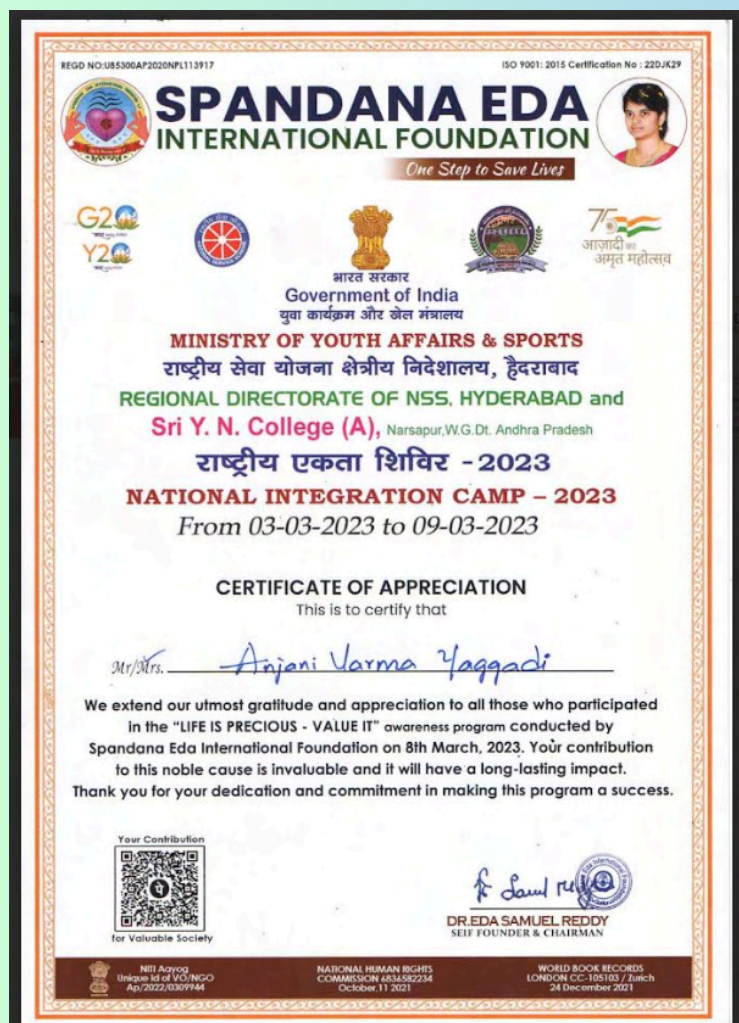 REGD NO:U85300AP2020NPL113917
ISO 9001: 2015 Certification No : 22DJK29
SPANDANA EDA
INTERNATIONAL FOUNDATION
One Step to Save Lives
G20
Y20
75
आज़ादी का
अमृत महोत्सव
भारत सरकार
Government of India
युवा कार्यक्रम और खेल मंत्रालय
MINISTRY OF YOUTH AFFAIRS & SPORTS
राष्ट्रीय सेवा योजना क्षेत्रीय निदेशालय, हैदराबाद
REGIONAL DIRECTORATE OF NSS, HYDERABAD and
Sri Y. N. College (A), Narsapur,W.G.Dt. Andhra Pradesh
राष्ट्रीय एकता शिविर - 2023
NATIONAL INTEGRATION CAMP – 2023
From 03-03-2023 to 09-03-2023
CERTIFICATE OF APPRECIATION
This is to certify that
Mr/Mrs. Anjani Varma Yaggadi
We extend our utmost gratitude and appreciation to all those who participated
in the “LIFE IS PRECIOUS - VALUE IT” awareness program conducted by
Spandana Eda International Foundation on 8th March, 2023. Your contribution
to this noble cause is invaluable and it will have a long-lasting impact.
Thank you for your dedication and commitment in making this program a success.
Your Contribution
for Valuable Society
DR.EDA SAMUEL REDDY
SEIF FOUNDER & CHAIRMAN
NITI Aayog
Unique Id of VO/NGO
Ap/2022/0309944
NATIONAL HUMAN RIGHTS
COMMISSION 6834582234
October,11 2021
WORLD BOOK RECORDS
LONDON CC-105103 / Zurich
24 December 2021